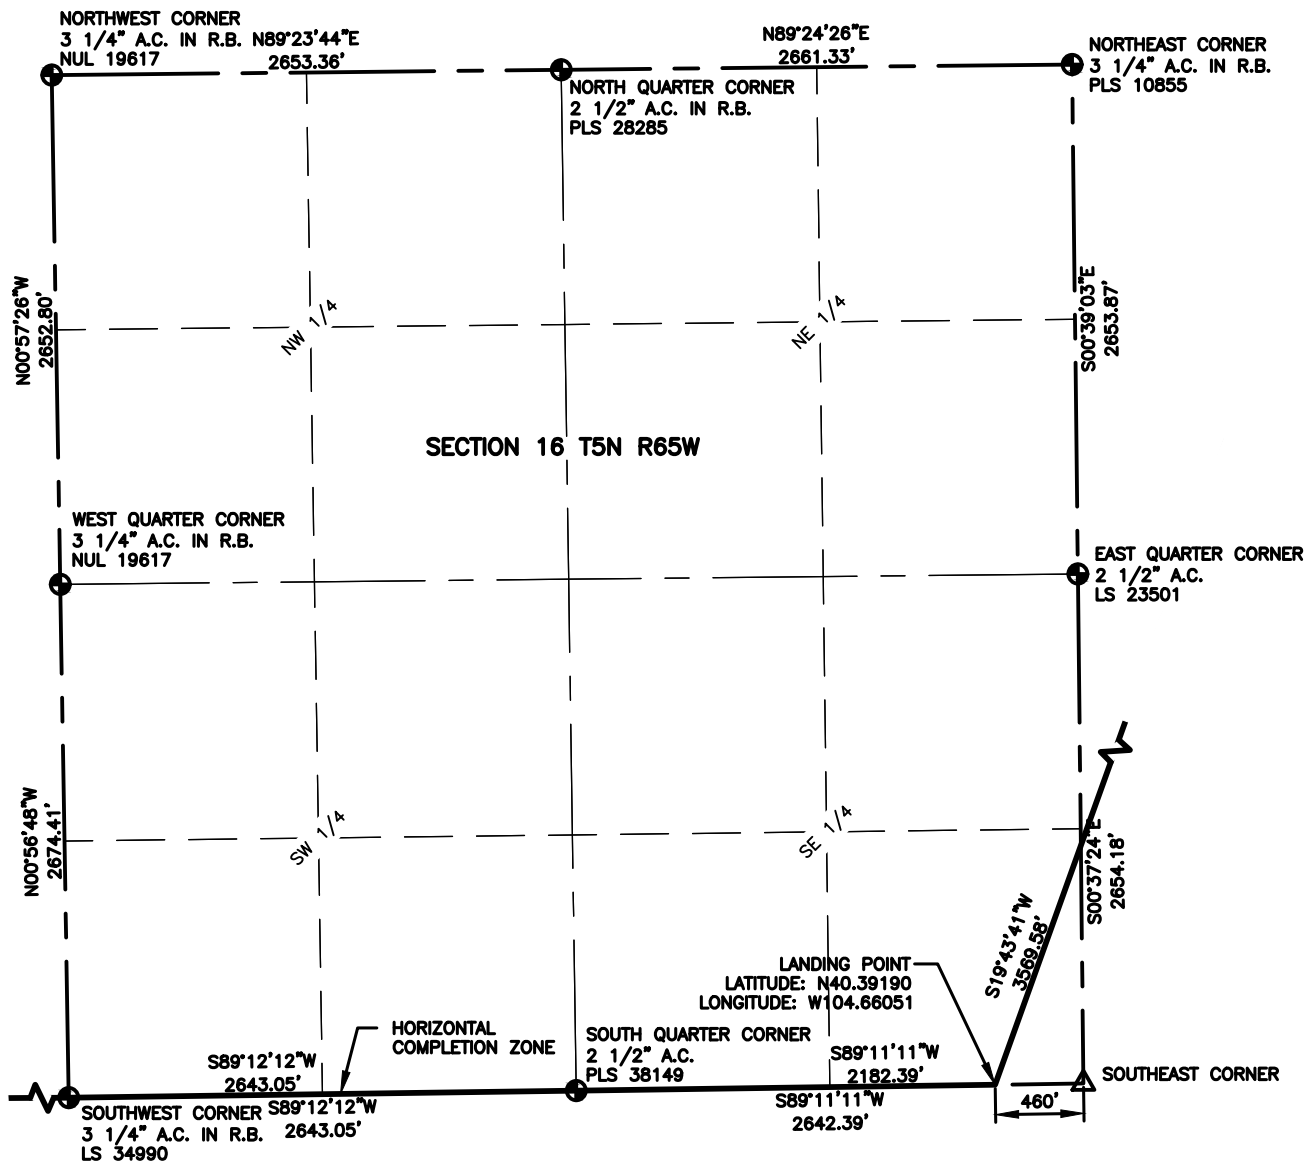 NORTHWEST CORNER
3 1/4" A.C. IN R.B.
NUL 19617
N89°23'44"E
2653.36'
N89°24'26"E
2661.33'
NORTHEAST CORNER
3 1/4" A.C. IN R.B.
PLS 10855
NORTH QUARTER CORNER
2 1/2" A.C. IN R.B.
PLS 28285
N00°57'26"W
2652.80'
NW 1/4
NE 1/4
S00°39'03"E
2653.87'
SECTION 16 T5N R65W
WEST QUARTER CORNER
3 1/4" A.C. IN R.B.
NUL 19617
EAST QUARTER CORNER
2 1/2" A.C.
LS 23501
N00°56'48"W
2674.41'
SW 1/4
SE 1/4
S00°37'24"E
2654.18'
S19°43'41"W
3569.58'
LANDING POINT
LATITUDE: N40.39190
LONGITUDE: W104.66051
HORIZONTAL
COMPLETION ZONE
SOUTH QUARTER CORNER
2 1/2" A.C.
PLS 38149
S89°12'12"W
2643.05'
S89°11'11"W
2182.39'
SOUTHEAST CORNER
SOUTHWEST CORNER
3 1/4" A.C. IN R.B.
LS 34990
S89°12'12"W
2643.05'
S89°11'11"W
2642.39'
460'